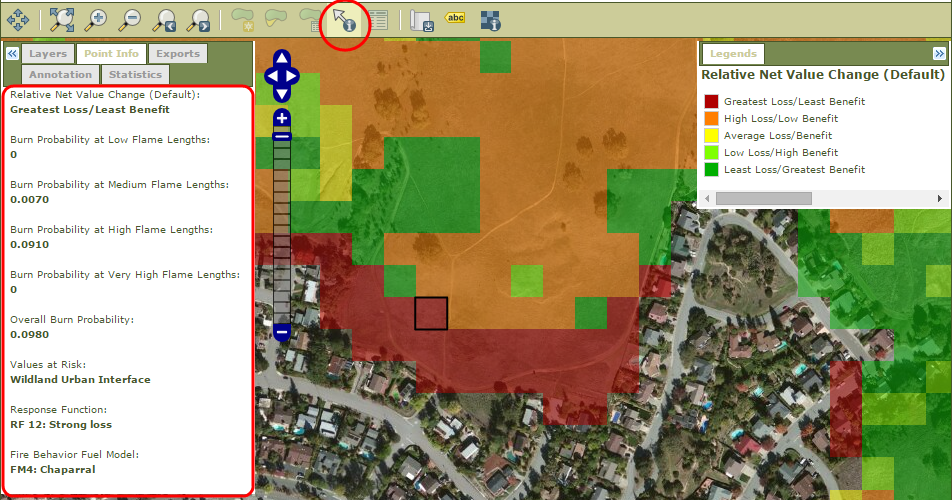 abc
Layers
Point Info
Exports
Annotation
Statistics
Relative Net Value Change (Default):
Greatest Loss/Least Benefit
Burn Probability at Low Flame Lengths:
0
Burn Probability at Medium Flame Lengths:
0.0070
Burn Probability at High Flame Lengths:
0.0910
Burn Probability at Very High Flame Lengths:
0
Overall Burn Probability:
0.0980
Values at Risk:
Wildland Urban Interface
Response Function:
RF 12: Strong loss
Fire Behavior Fuel Model:
FM4: Chaparral
Legends
Relative Net Value Change (Default)
Greatest Loss/Least Benefit
High Loss/Low Benefit
Average Loss/Benefit
Low Loss/High Benefit
Least Loss/Greatest Benefit